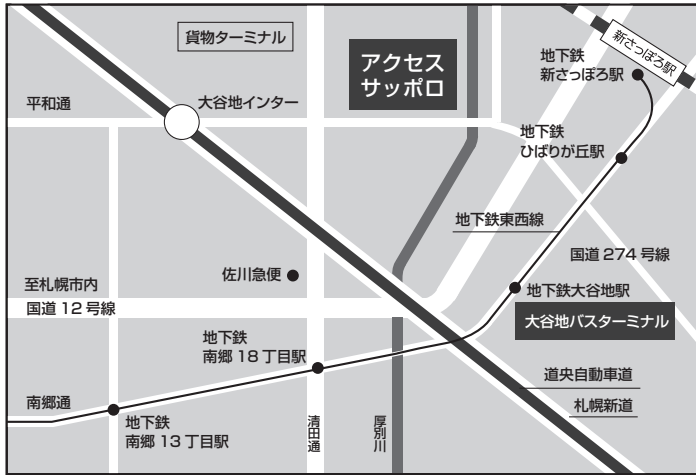 貨物ターミナル
アクセス
サッポロ
地下鉄
新さっぽろ駅
新さっぽろ駅
平和通
大谷地インター
地下鉄
ひばりが丘駅
地下鉄東西線
国道 274 号線
佐川急便
至札幌市内
国道 12 号線
地下鉄大谷地駅
大谷地バスターミナル
地下鉄
南郷 18 丁目駅
道央自動車道
札幌新道
南郷通
地下鉄
南郷 13 丁目駅
清田通
厚別川